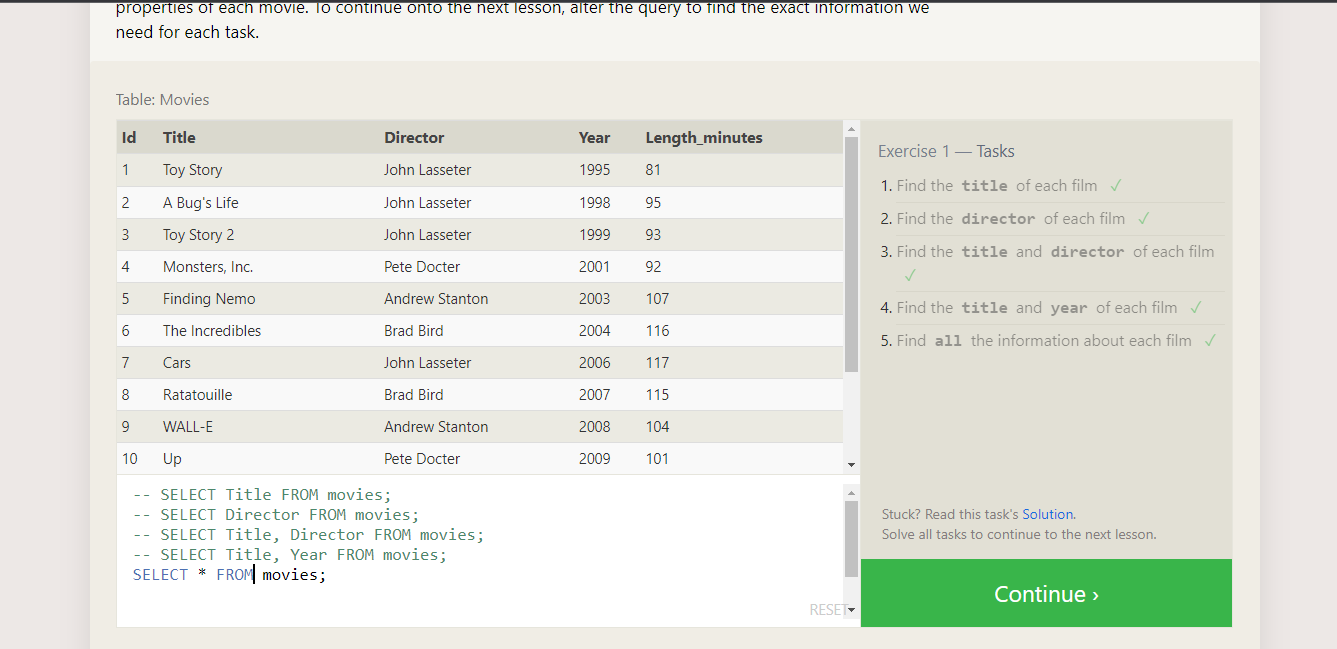 properties of each movie. To continue onto the next lesson, alter the query to find the exact information we
need for each task.
Table: Movies
Id Title Director Year Length_minutes
1 Toy Story John Lasseter 1995 81
2 A Bug's Life John Lasseter 1998 95
3 Toy Story 2 John Lasseter 1999 93
4 Monsters, Inc. Pete Docter 2001 92
5 Finding Nemo Andrew Stanton 2003 107
6 The Incredibles Brad Bird 2004 116
7 Cars John Lasseter 2006 117
8 Ratatouille Brad Bird 2007 115
9 WALL-E Andrew Stanton 2008 104
10 Up Pete Docter 2009 101
-- SELECT Title FROM movies;
-- SELECT Director FROM movies;
-- SELECT Title, Director FROM movies;
-- SELECT Title, Year FROM movies;
SELECT * FROM movies;
RESET
Exercise 1 — Tasks
1. Find the title of each film ✓
2. Find the director of each film ✓
3. Find the title and director of each film
✓
4. Find the title and year of each film ✓
5. Find all the information about each film ✓
Stuck? Read this task's Solution.
Solve all tasks to continue to the next lesson.
Continue ›